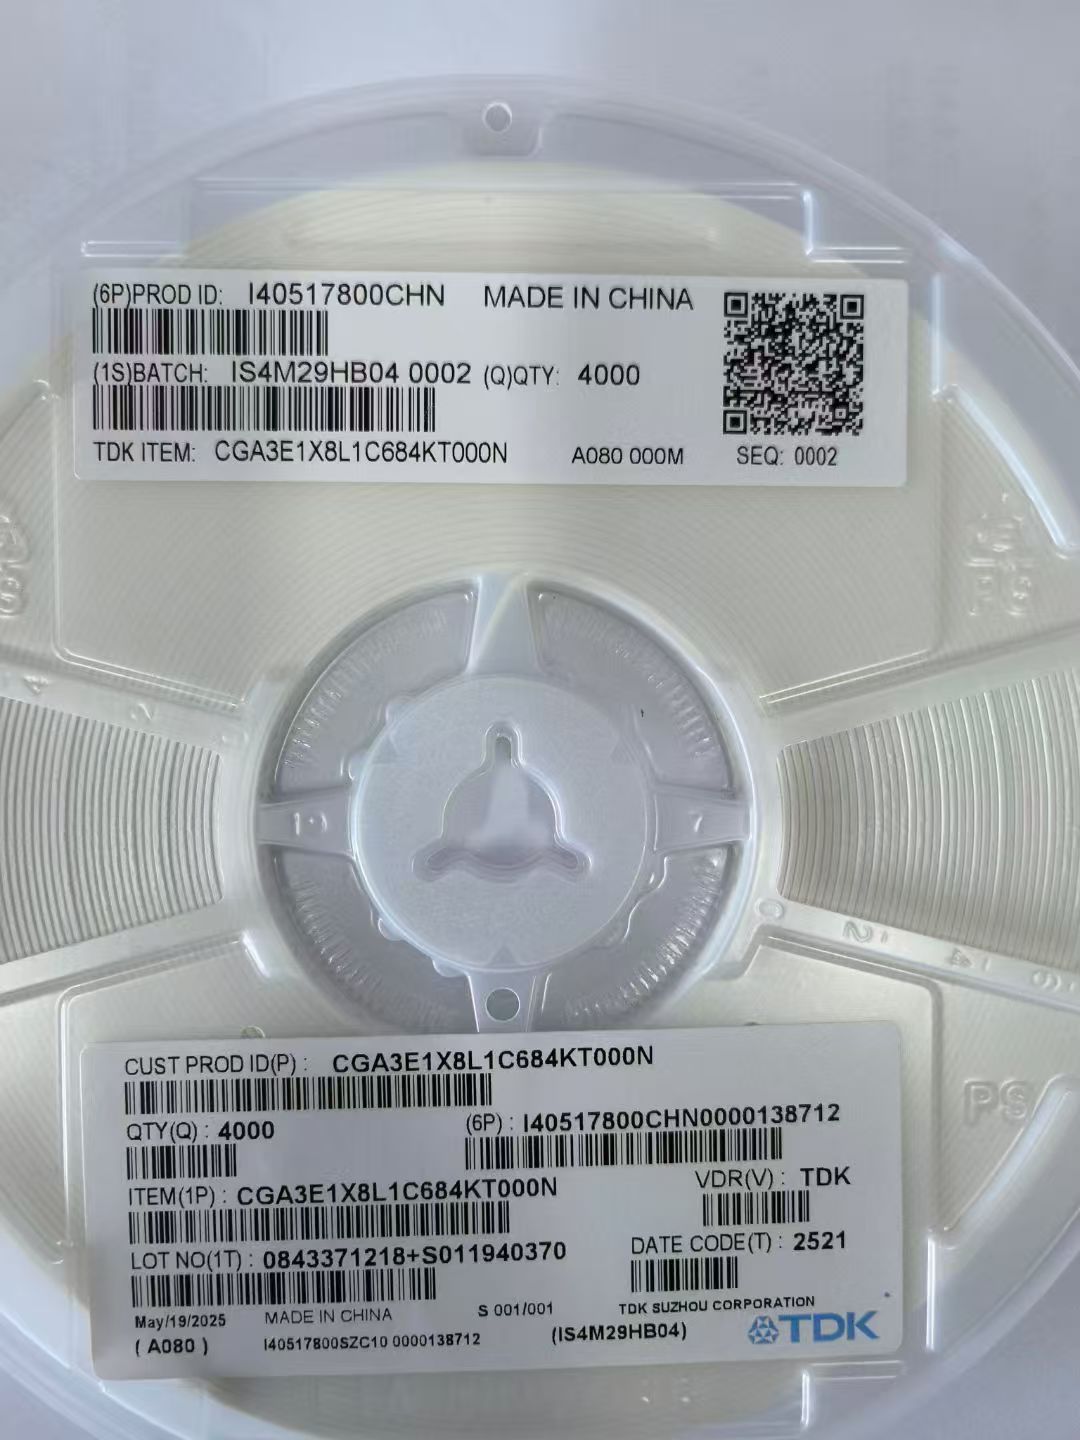 (6P)PROD ID: I40517800CHN MADE IN CHINA
(1S)BATCH: IS4M29HB04 0002 (Q)QTY: 4000
TDK ITEM: CGA3E1X8L1C684KT000N A080 000M SEQ: 0002
PS
CUST PROD ID(P) : CGA3E1X8L1C684KT000N
QTY(Q) : 4000 (6P) : I40517800CHN0000138712
ITEM(1P) : CGA3E1X8L1C684KT000N VDR(V) : TDK
LOT NO(1T) : 0843371218+S011940370 DATE CODE(T) : 2521
May/19/2025 MADE IN CHINA S 001/001 TDK SUZHOU CORPORATION
( A080 ) I40517800SZC10 0000138712 (IS4M29HB04) TDK